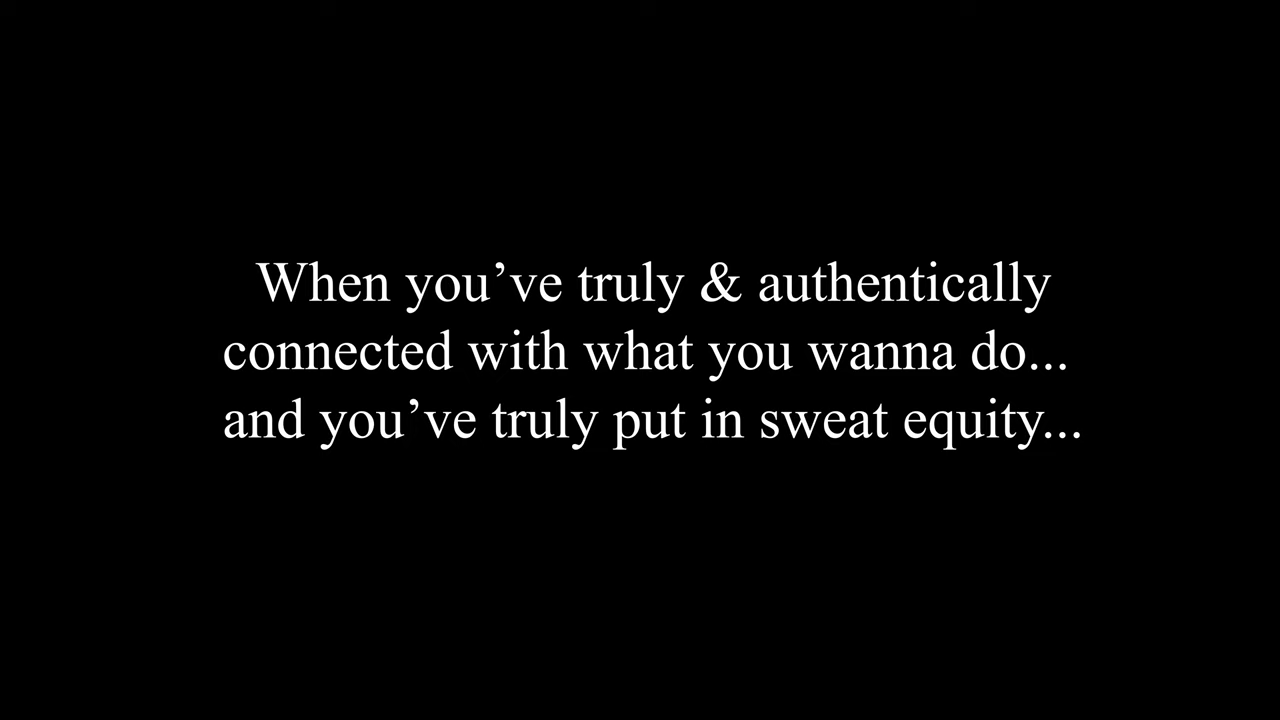 When you’ve truly & authentically
connected with what you wanna do...
and you’ve truly put in sweat equity...